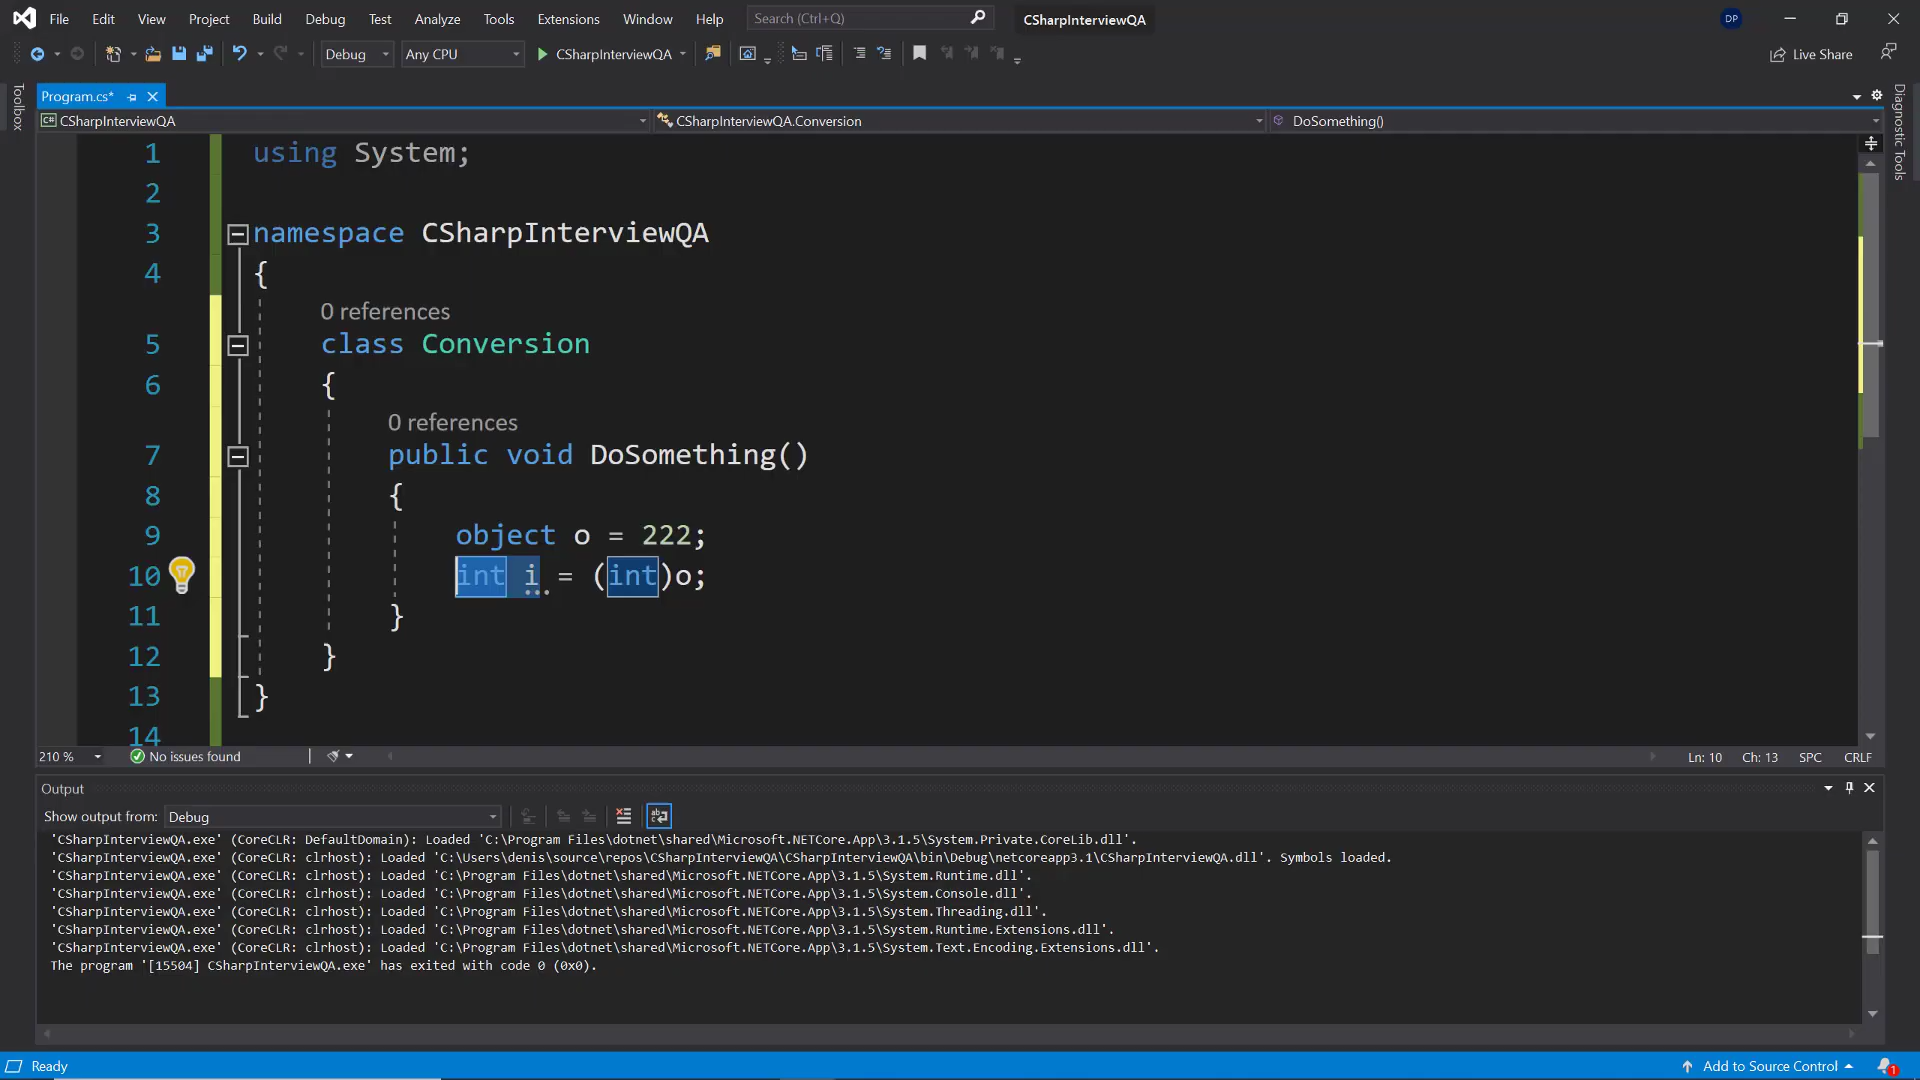 File Edit View Project Build Debug Test Analyze Tools Extensions Window Help Search (Ctrl+Q) CSharpInterviewQA DP
Debug Any CPU CSharpInterviewQA Live Share
Toolbox
Program.cs*
Diagnostic Tools
C# CSharpInterviewQA CSharpInterviewQA.Conversion DoSomething()
1 using System;
2
3 namespace CSharpInterviewQA
4 {
0 references
5 class Conversion
6 {
0 references
7 public void DoSomething()
8 {
9 object o = 222;
10 int i = (int)o;
11 }
12 }
13 }
14
210 % No issues found Ln: 10 Ch: 13 SPC CRLF
Output
Show output from: Debug
'CSharpInterviewQA.exe' (CoreCLR: DefaultDomain): Loaded 'C:\Program Files\dotnet\shared\Microsoft.NETCore.App\3.1.5\System.Private.CoreLib.dll'.
'CSharpInterviewQA.exe' (CoreCLR: clrhost): Loaded 'C:\Users\denis\source\repos\CSharpInterviewQA\CSharpInterviewQA\bin\Debug\netcoreapp3.1\CSharpInterviewQA.dll'. Symbols loaded.
'CSharpInterviewQA.exe' (CoreCLR: clrhost): Loaded 'C:\Program Files\dotnet\shared\Microsoft.NETCore.App\3.1.5\System.Runtime.dll'.
'CSharpInterviewQA.exe' (CoreCLR: clrhost): Loaded 'C:\Program Files\dotnet\shared\Microsoft.NETCore.App\3.1.5\System.Console.dll'.
'CSharpInterviewQA.exe' (CoreCLR: clrhost): Loaded 'C:\Program Files\dotnet\shared\Microsoft.NETCore.App\3.1.5\System.Threading.dll'.
'CSharpInterviewQA.exe' (CoreCLR: clrhost): Loaded 'C:\Program Files\dotnet\shared\Microsoft.NETCore.App\3.1.5\System.Runtime.Extensions.dll'.
'CSharpInterviewQA.exe' (CoreCLR: clrhost): Loaded 'C:\Program Files\dotnet\shared\Microsoft.NETCore.App\3.1.5\System.Text.Encoding.Extensions.dll'.
The program '[15504] CSharpInterviewQA.exe' has exited with code 0 (0x0).
Ready Add to Source Control 1